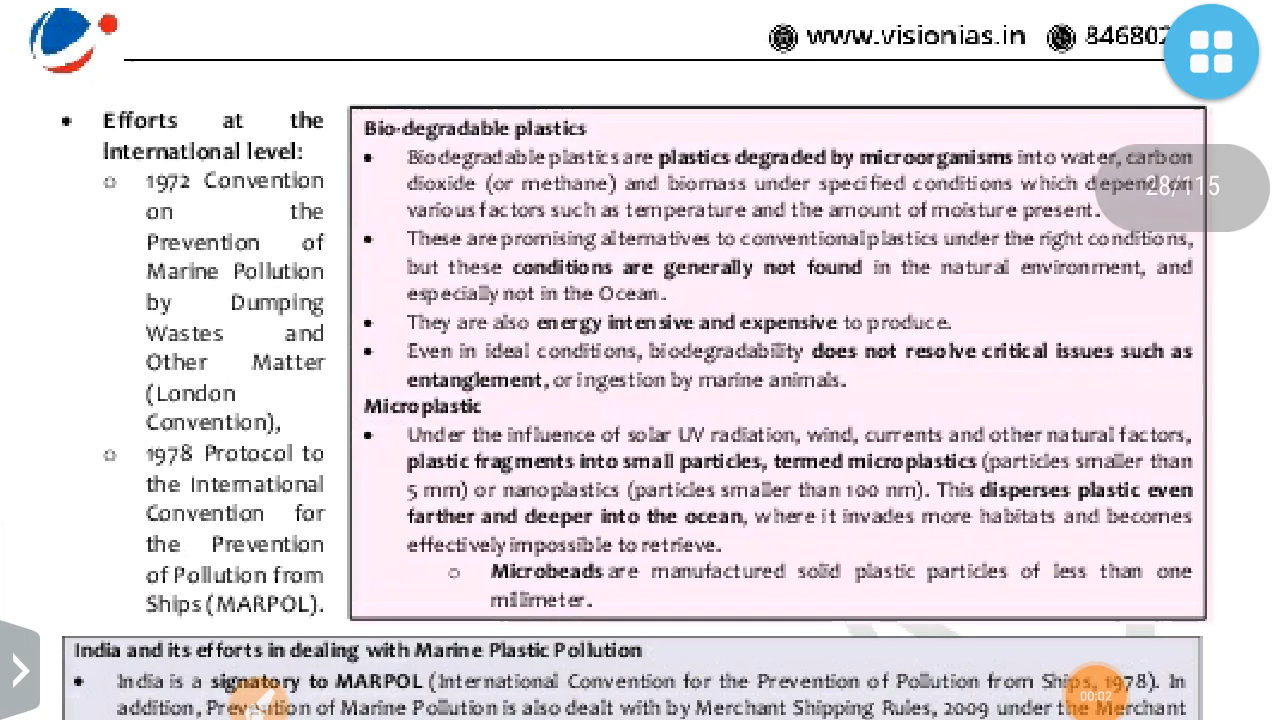 www.visionias.in 84680
28/115
• Efforts at the
International level:
o 1972 Convention
on the
Prevention of
Marine Pollution
by Dumping
Wastes and
Other Matter
(London
Convention),
o 1978 Protocol to
the International
Convention for
the Prevention
of Pollution from
Ships (MARPOL).
Bio-degradable plastics
• Biodegradable plastics are plastics degraded by microorganisms into water, carbon
dioxide (or methane) and biomass under specified conditions which depend on
various factors such as temperature and the amount of moisture present.
• These are promising alternatives to conventional plastics under the right conditions,
but these conditions are generally not found in the natural environment, and
especially not in the Ocean.
• They are also energy intensive and expensive to produce.
• Even in ideal conditions, biodegradability does not resolve critical issues such as
entanglement, or ingestion by marine animals.
Microplastic
• Under the influence of solar UV radiation, wind, currents and other natural factors,
plastic fragments into small particles, termed microplastics (particles smaller than
5 mm) or nanoplastics (particles smaller than 100 nm). This disperses plastic even
farther and deeper into the ocean, where it invades more habitats and becomes
effectively impossible to retrieve.
o Microbeads are manufactured solid plastic particles of less than one
millimeter.
India and its efforts in dealing with Marine Plastic Pollution
• India is a signatory to MARPOL (International Convention for the Prevention of Pollution from Ships, 1978). In
addition, Prevention of Marine Pollution is also dealt with by Merchant Shipping Rules, 2009 under the Merchant
00:02